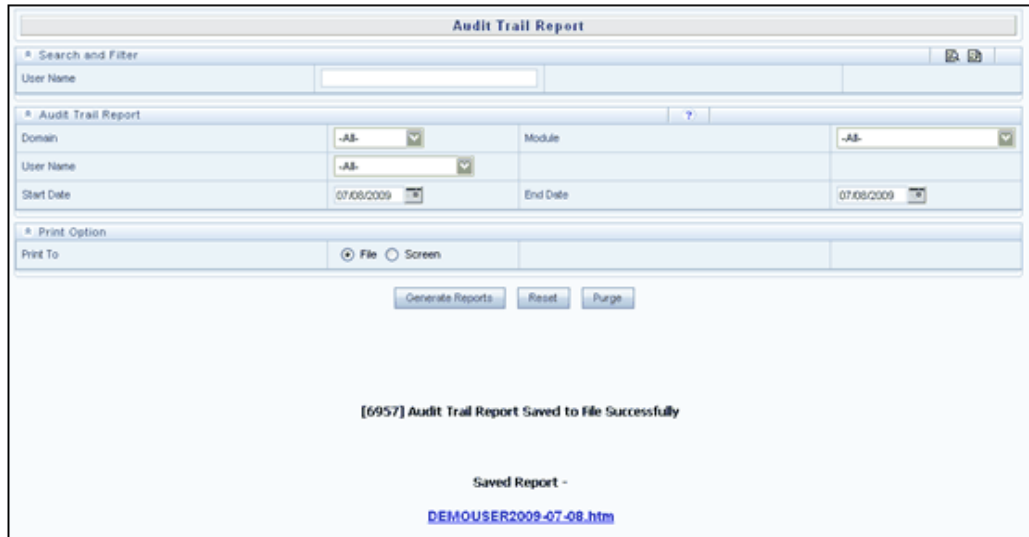 Audit Trail Report
Search and Filter
User Name
Audit Trail Report ?
Domain -All- Module -All-
User Name -All-
Start Date 07/08/2009 End Date 07/08/2009
Print Option
Print To File Screen
Generate Reports Reset Purge
[6957] Audit Trail Report Saved to File Successfully
Saved Report -
DEMOUSER2009-07-08.htm